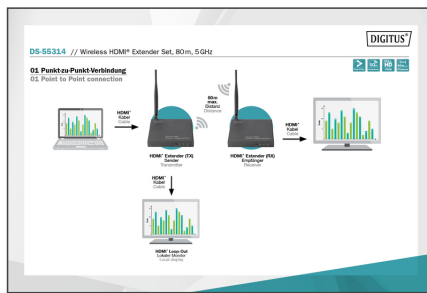 DIGITUS®
DS-55314 // Wireless HDMI® Extender Set, 80m, 5GHz
01 Punkt-zu-Punkt-Verbindung
01 Point to Point connection
80m
max.
Distanz
Distance
HDMI®
Kabel
Cable
HDMI®
Kabel
Cable
HDMI® Extender (TX)
Sender
Transmitter
HDMI® Extender (RX)
Empfänger
Receiver
HDMI®
Kabel
Cable
HDMI® Loop-Out
Lokaler Monitor
Local display